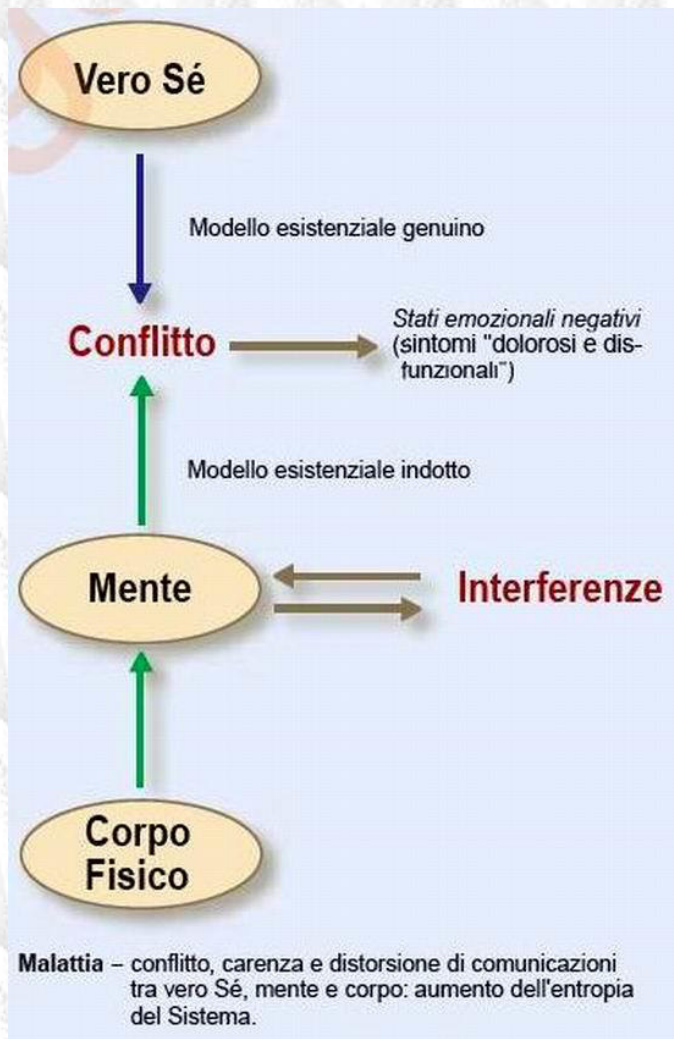 Vero Sé
Modello esistenziale genuino
Conflitto
Stati emozionali negativi
(sintomi "dolorosi e dis-
funzionali")
Modello esistenziale indotto
Mente
Interferenze
Corpo
Fisico
Malattia – conflitto, carenza e distorsione di comunicazioni
tra vero Sé, mente e corpo: aumento dell'entropia
del Sistema.